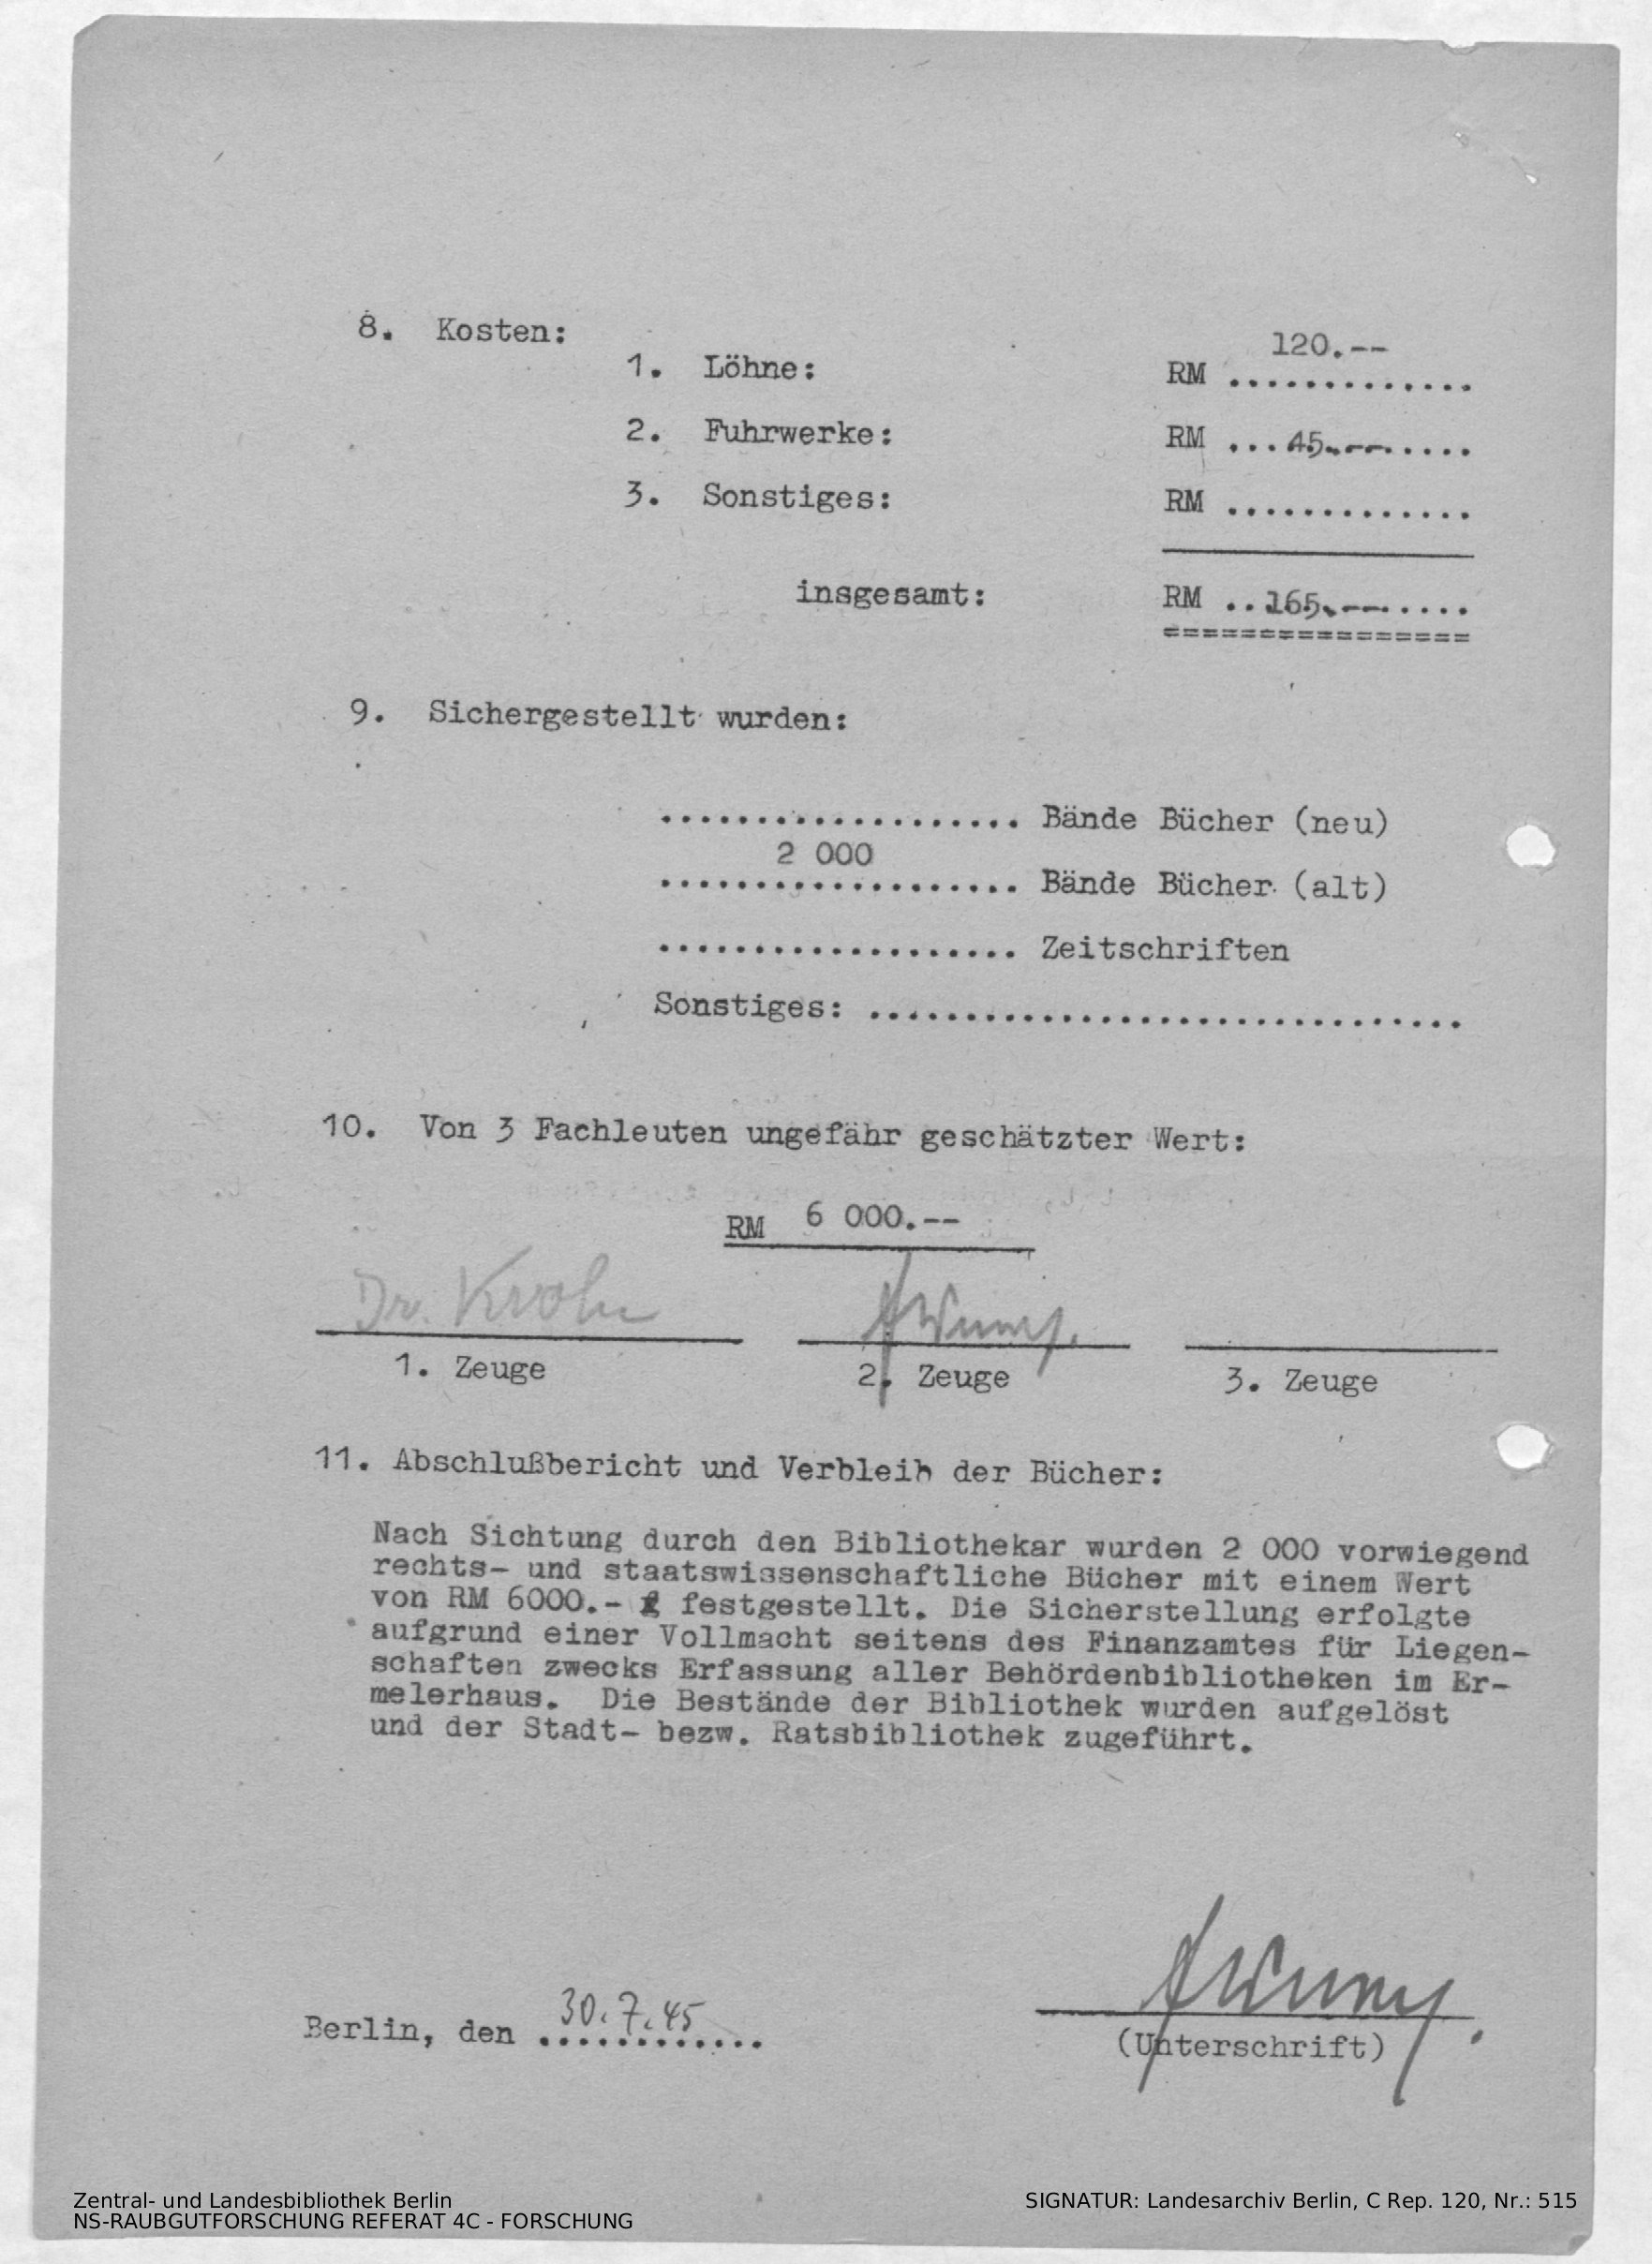 8. Kosten:
1. Löhne: RM 120.-- .............
2. Fuhrwerke: RM ...45.--.....
3. Sonstiges: RM .............
insgesamt: RM ..165.--.....
================
9. Sichergestellt wurden:
................... Bände Bücher (neu)
2 000
................... Bände Bücher (alt)
................... Zeitschriften
Sonstiges: ...............................
10. Von 3 Fachleuten ungefähr geschätzter Wert:
RM 6 000.--
Dr. Krohn
1. Zeuge 2. Zeuge 3. Zeuge
11. Abschlußbericht und Verbleib der Bücher:
Nach Sichtung durch den Bibliothekar wurden 2 000 vorwiegend
rechts- und staatswissenschaftliche Bücher mit einem Wert
von RM 6000.- festgestellt. Die Sicherstellung erfolgte
aufgrund einer Vollmacht seitens des Finanzamtes für Liegen-
schaften zwecks Erfassung aller Behördenbibliotheken im Er-
melerhaus. Die Bestände der Bibliothek wurden aufgelöst
und der Stadt- bezw. Ratsbibliothek zugeführt.
Berlin, den 30.7.45
(Unterschrift)
Zentral- und Landesbibliothek Berlin
NS-RAUBGUTFORSCHUNG REFERAT 4C - FORSCHUNG
SIGNATUR: Landesarchiv Berlin, C Rep. 120, Nr.: 515